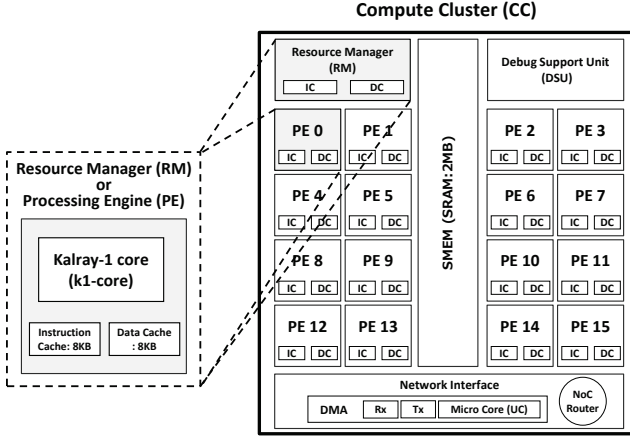 Compute Cluster (CC)
Resource Manager
(RM)
IC DC
Debug Support Unit
(DSU)
SMEM (SRAM:2MB)
PE 0 PE 1 PE 2 PE 3
IC DC IC DC IC DC IC DC
Resource Manager (RM)
or
Processing Engine (PE)
Kalray-1 core
(k1-core)
Instruction
Cache: 8KB
Data Cache
: 8KB
PE 4 PE 5 PE 6 PE 7
IC DC IC DC IC DC IC DC
PE 8 PE 9 PE 10 PE 11
IC DC IC DC IC DC IC DC
PE 12 PE 13 PE 14 PE 15
IC DC IC DC IC DC IC DC
Network Interface
DMA Rx Tx Micro Core (UC)
NoC
Router